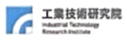 工業技術研究院
Industrial Technology
Research Institute